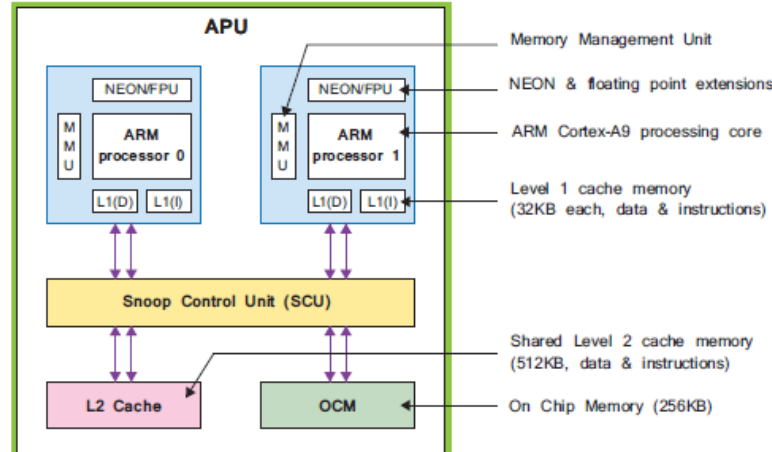 APU
Memory Management Unit
NEON/FPU
NEON/FPU
NEON & floating point extensions
M
M
U
ARM
processor 0
M
M
U
ARM
processor 1
ARM Cortex-A9 processing core
L1(D)
L1(I)
L1(D)
L1(I)
Level 1 cache memory
(32KB each, data & instructions)
Snoop Control Unit (SCU)
Shared Level 2 cache memory
(512KB, data & instructions)
L2 Cache
OCM
On Chip Memory (256KB)